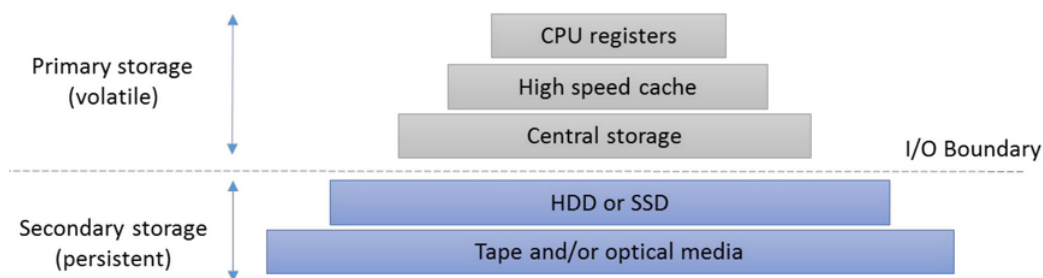 CPU registers
Primary storage
(volatile)
High speed cache
Central storage
I/O Boundary
HDD or SSD
Secondary storage
(persistent)
Tape and/or optical media